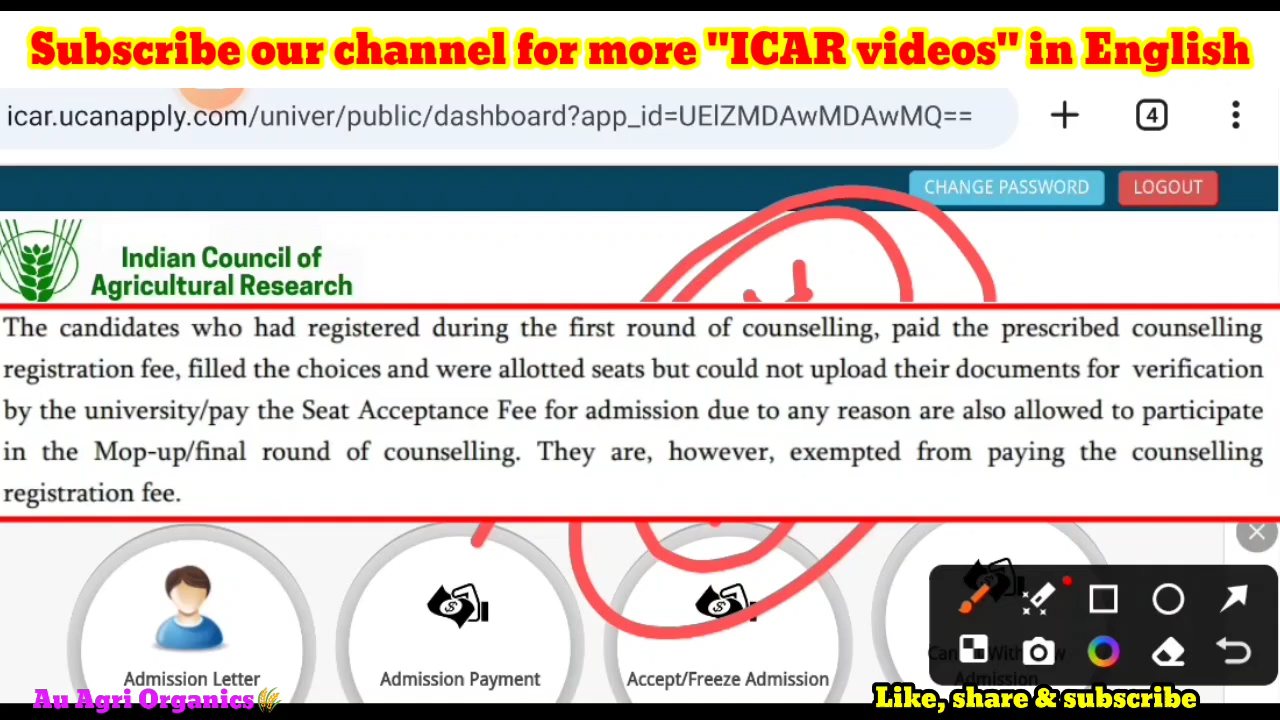 Subscribe our channel for more "ICAR videos" in English
icar.ucanapply.com/univer/public/dashboard?app_id=UElZMDAwMDAwMQ==
4
CHANGE PASSWORD LOGOUT
Indian Council of
Agricultural Research
The candidates who had registered during the first round of counselling, paid the prescribed counselling
registration fee, filled the choices and were allotted seats but could not upload their documents for verification
by the university/pay the Seat Acceptance Fee for admission due to any reason are also allowed to participate
in the Mop-up/final round of counselling. They are, however, exempted from paying the counselling
registration fee.
Admission Letter
Admission Payment
Accept/Freeze Admission
Admission
Au Agri Organics🌾
Like, share & subscribe